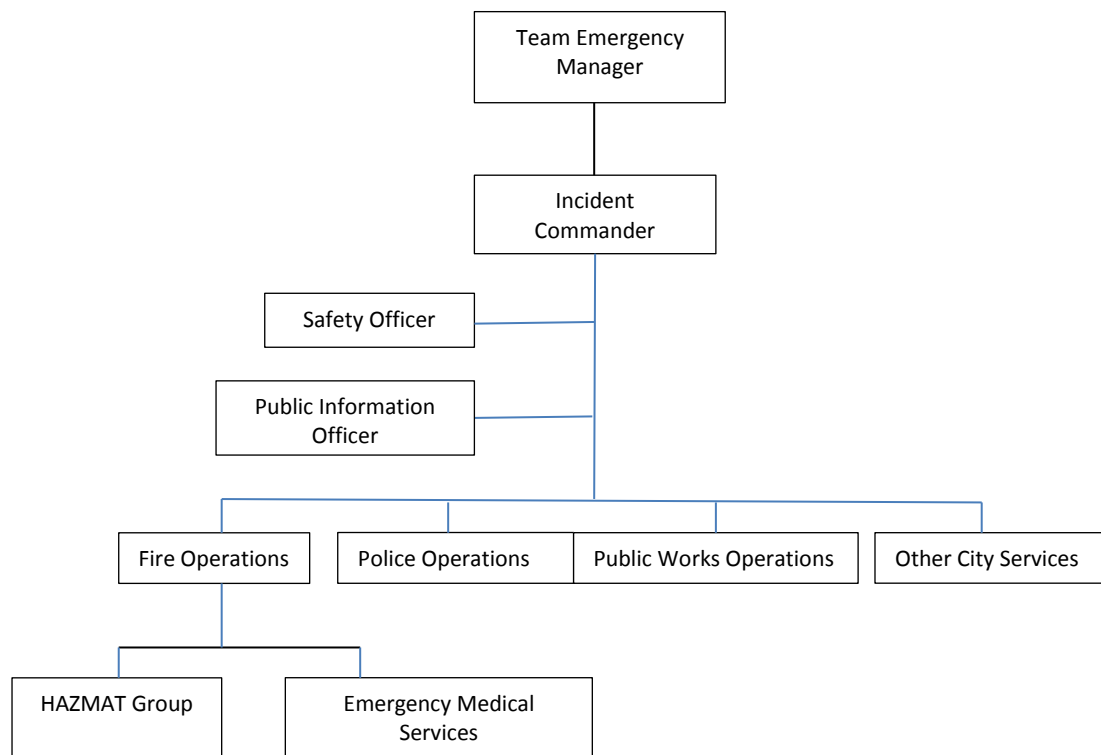 Team Emergency
Manager
Incident
Commander
Safety Officer
Public Information
Officer
Fire Operations
Police Operations
Public Works Operations
Other City Services
HAZMAT Group
Emergency Medical
Services